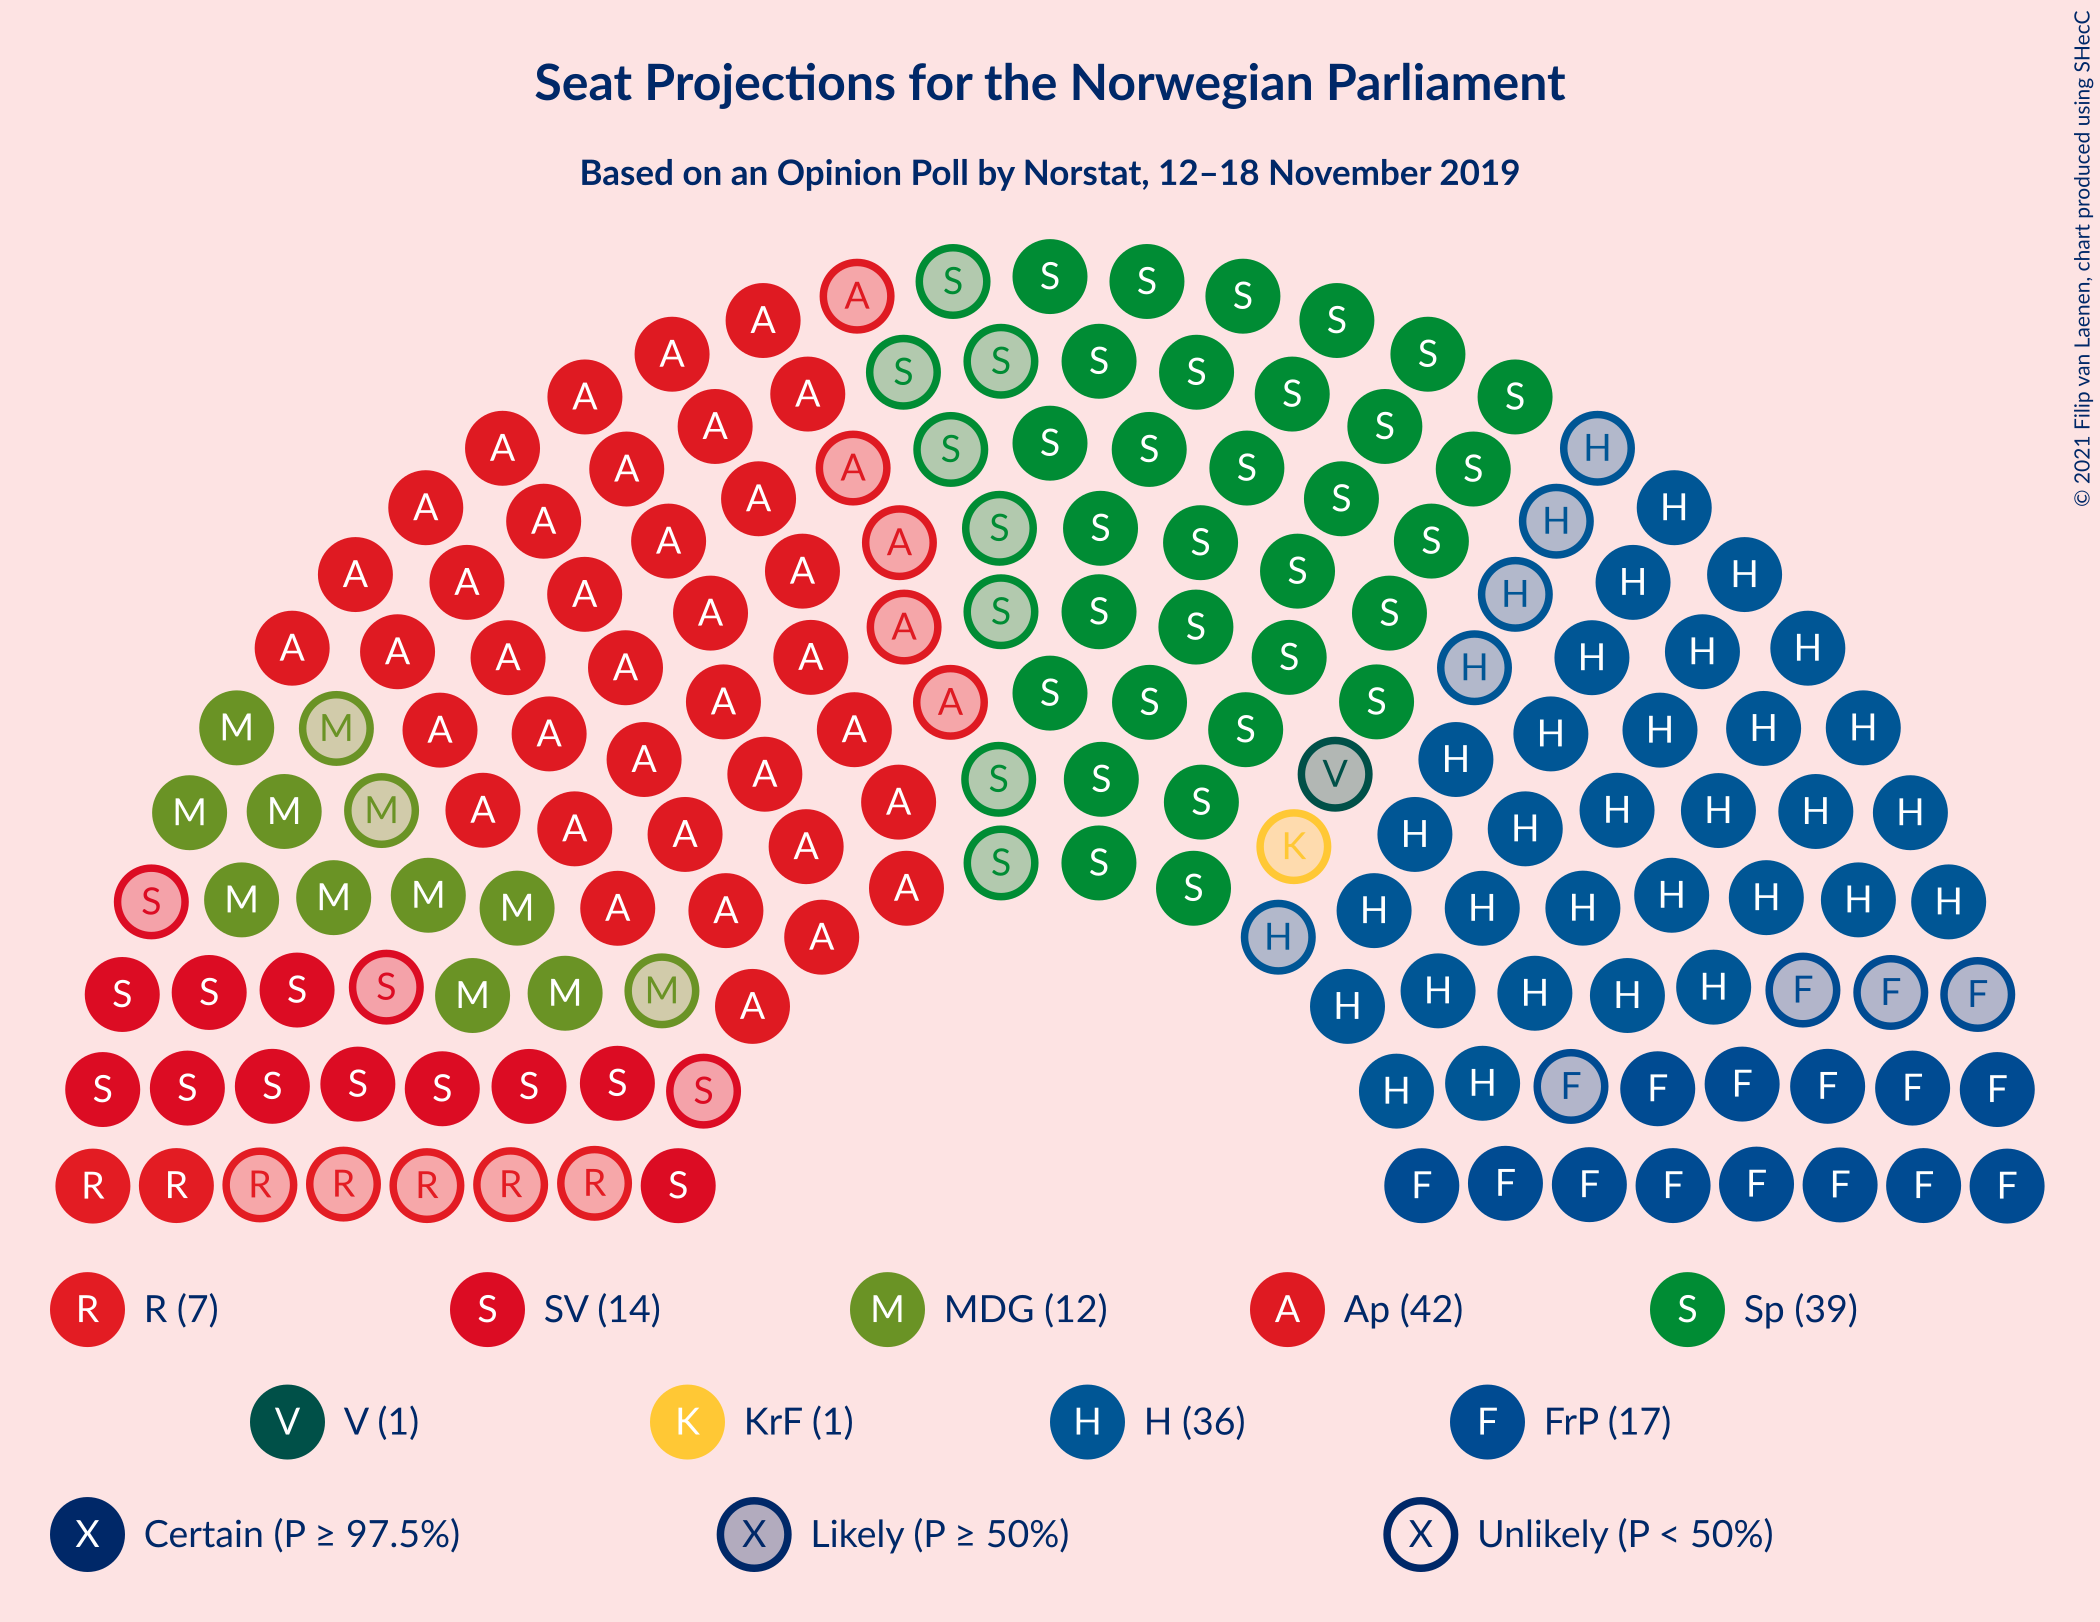 Seat Projections for the Norwegian Parliament
Based on an Opinion Poll by Norstat, 12–18 November 2019
© 2021 Filip van Laenen, chart produced using SHecC
A S S S S S S S
A A S S S S S S S H
A A A S S S S S S H H
A A A A S S S S S H H H
A A A A A S S S S S H H H
A A A A A A S S S S S H H H H
M M A A A A A A S S S S V H H H H H
M M M A A A A A S S S K H H H H H H
S M M M M A A A A S S S H H H H H H H H
S S S S M M M A H H H H H F F F
S S S S S S S S H H F F F F F F
R R R R R R R S F F F F F F F F
R R (7) S SV (14) M MDG (12) A Ap (42) S Sp (39)
V V (1) K KrF (1) H H (36) F FrP (17)
X Certain (P ≥ 97.5%) X Likely (P ≥ 50%) X Unlikely (P < 50%)